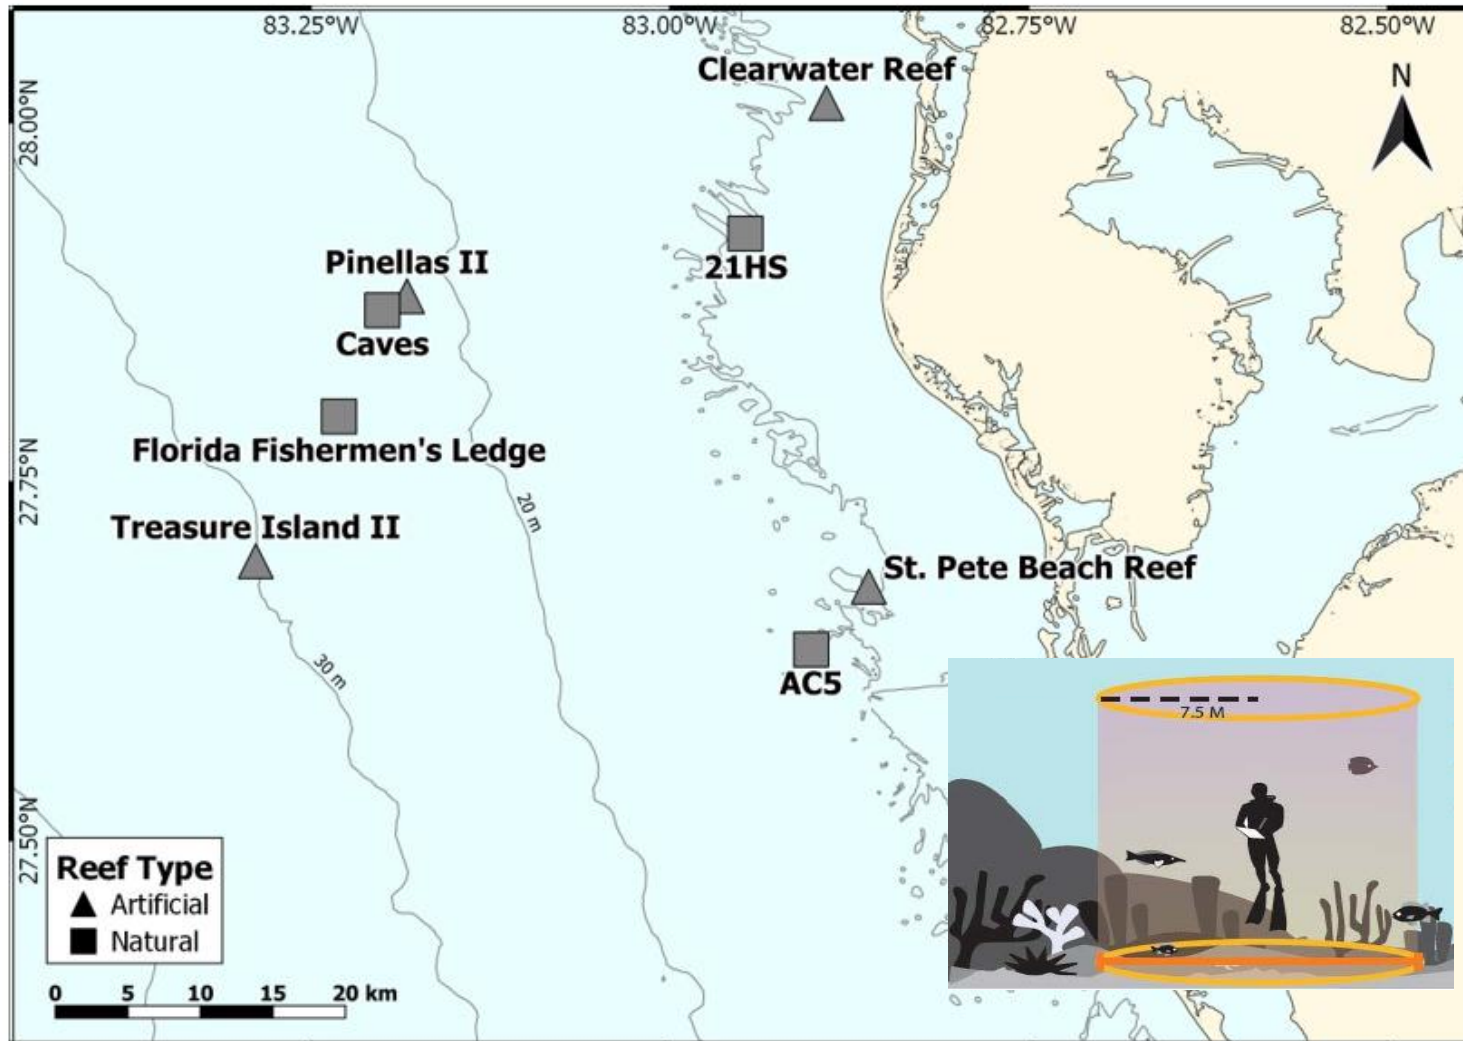 83.25°W 83.00°W 82.75°W 82.50°W
Clearwater Reef
N
28.00°N
21HS
Pinellas II
Caves
Florida Fishermen's Ledge
27.75°N
20 m
Treasure Island II
St. Pete Beach Reef
30 m
AC5
7.5 M
27.50°N
Reef Type
Artificial
Natural
0 5 10 15 20 km